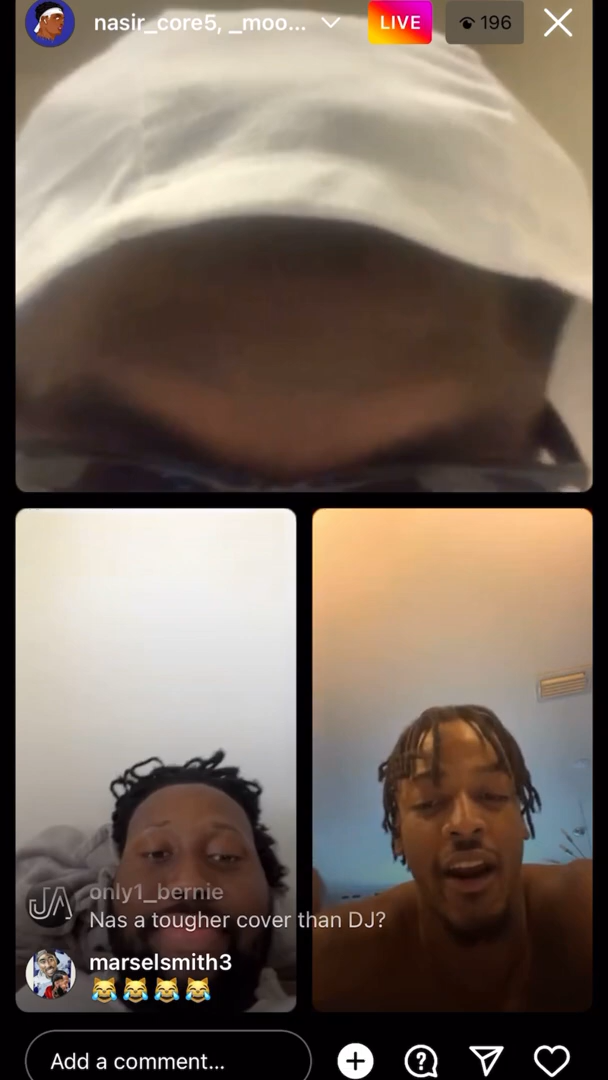 nasir_core5, _moo...
LIVE
196
only1_bernie
Nas a tougher cover than DJ?
marselsmith3
Add a comment...